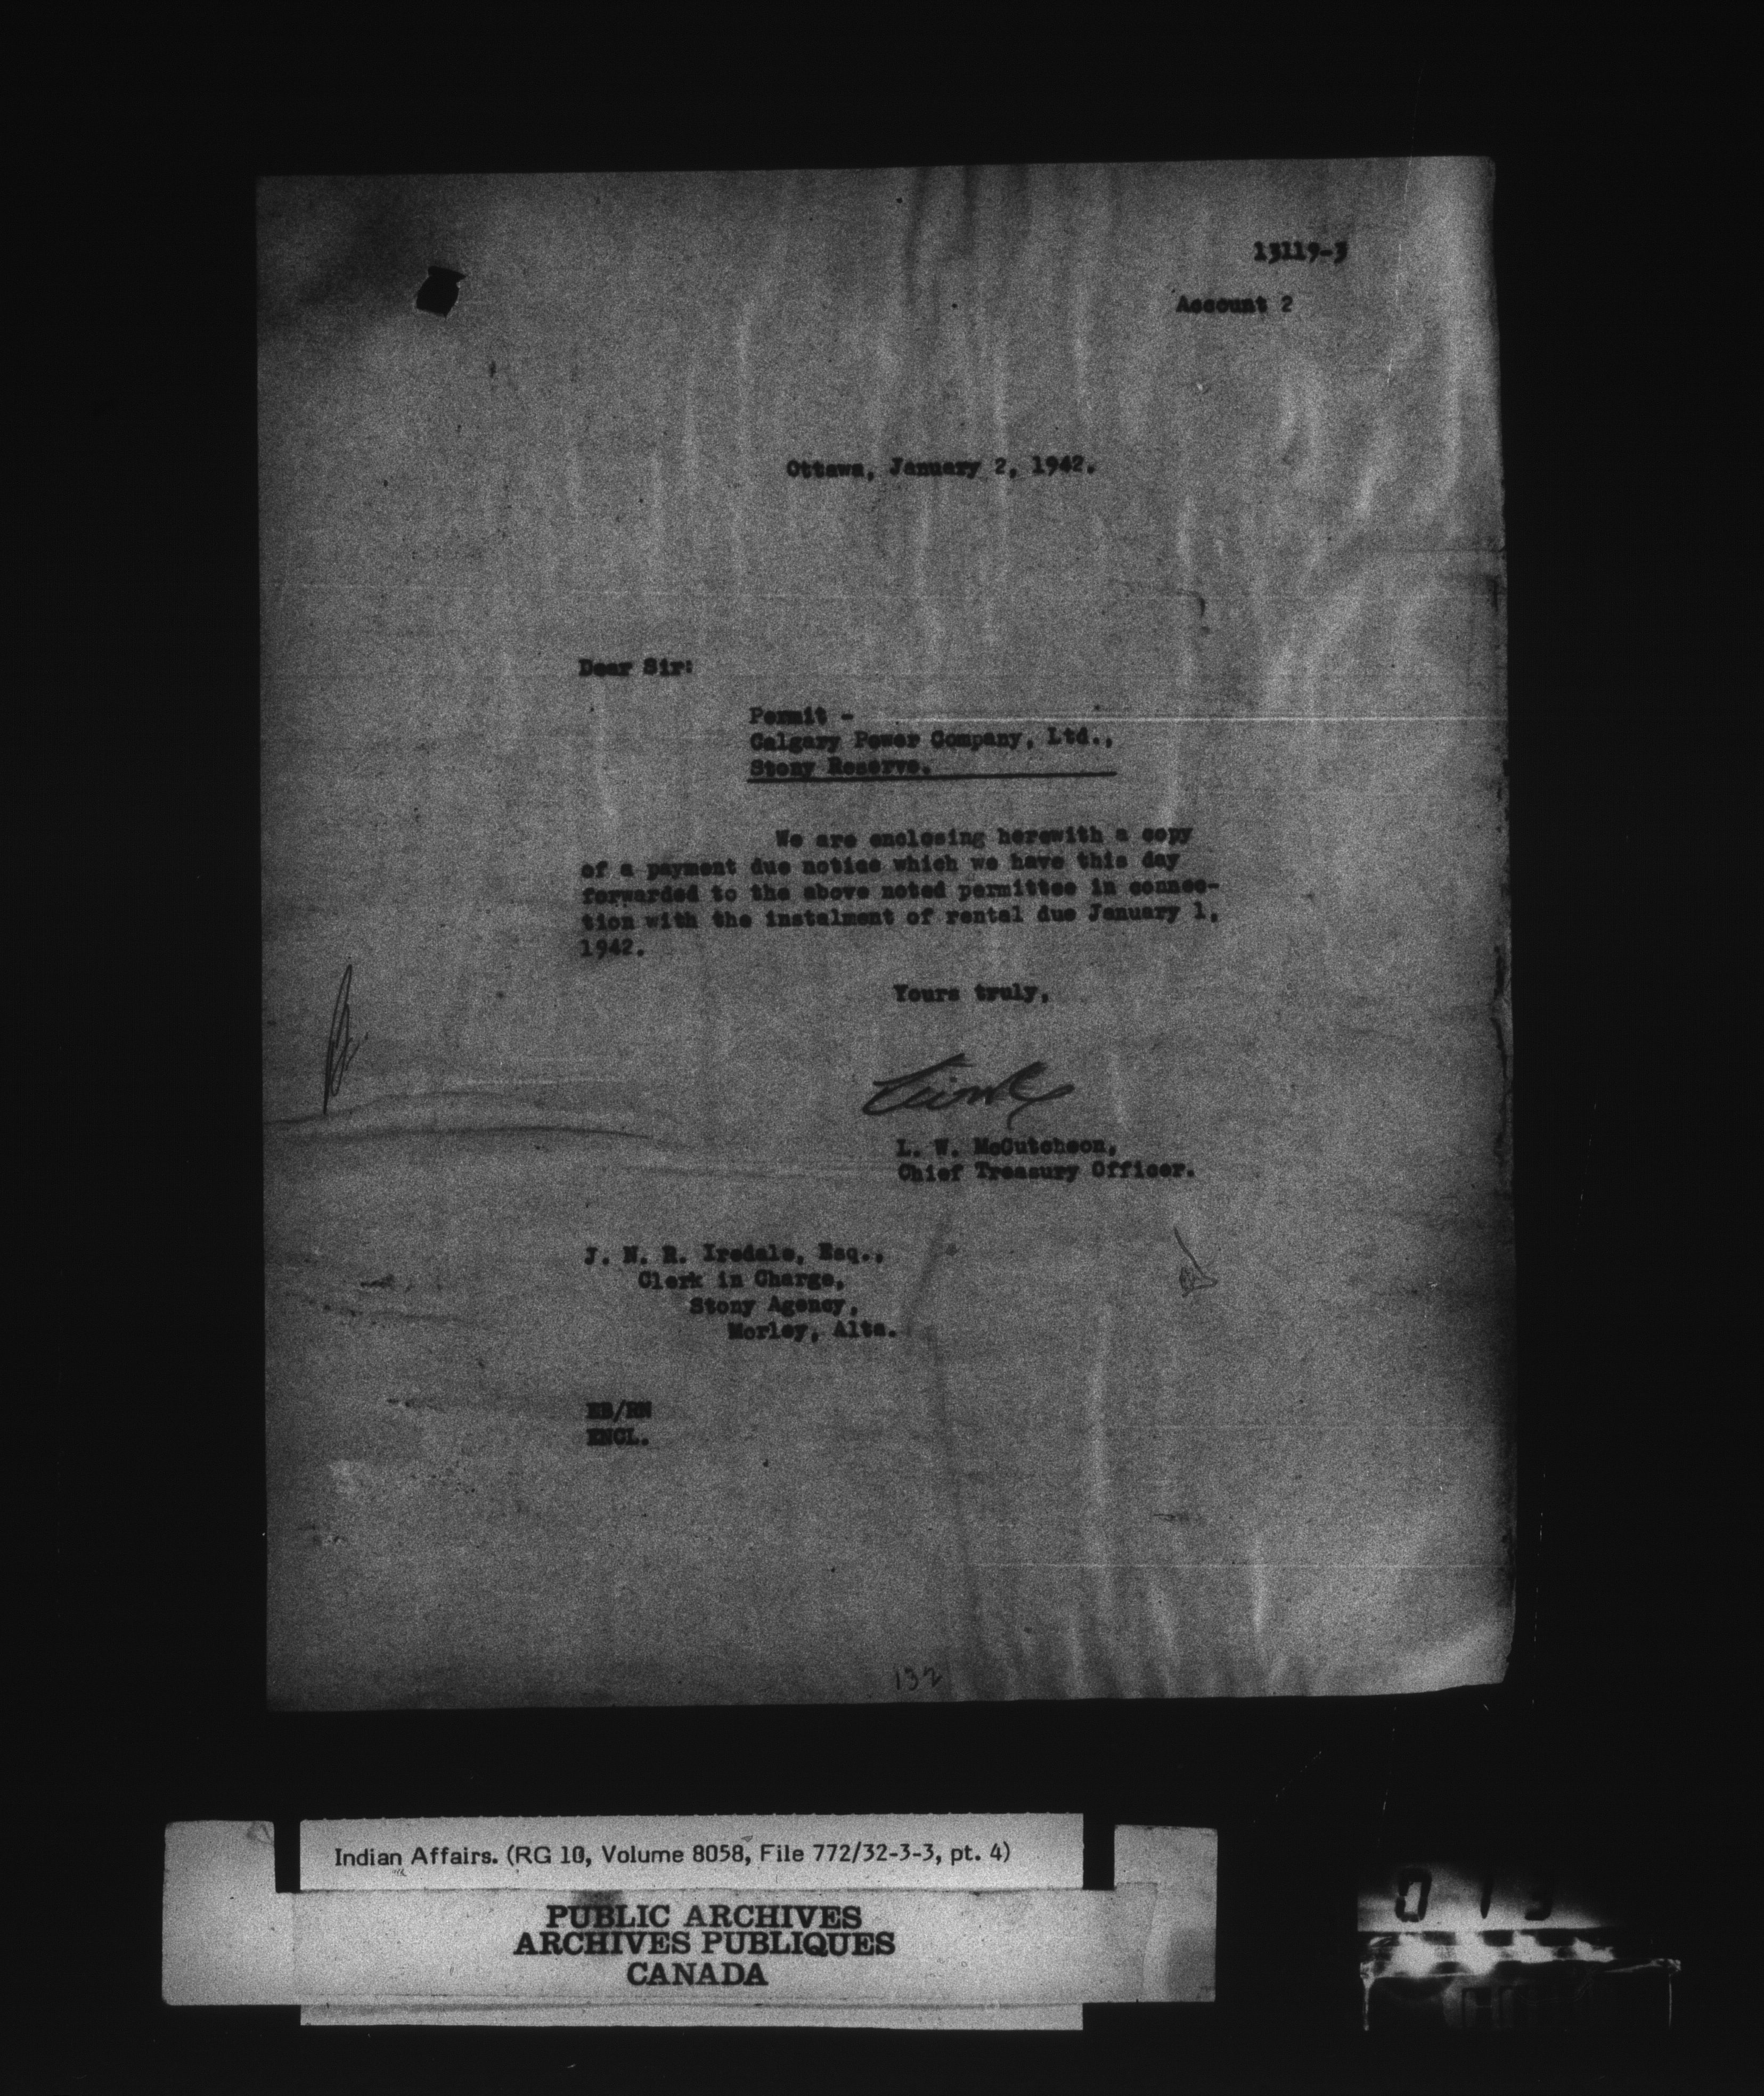 13119-3
Account 2
Ottawa, January 2, 1942.
Dear Sir:
Permit -
Calgary Power Company, Ltd.,
Stony Reserve.
We are enclosing herewith a copy
of a payment due notice which we have this day
forwarded to the above noted permittee in connec-
tion with the instalment of rental due January 1,
1942.
Yours truly,
L. W. McCutcheon,
Chief Treasury Officer.
J. N. R. Iredale, Esq.,
Clerk in Charge,
Stony Agency,
Morley, Alta.
EB/RN
ENCL.
132
Indian Affairs. (RG 10, Volume 8058, File 772/32-3-3, pt. 4)
PUBLIC ARCHIVES
ARCHIVES PUBLIQUES
CANADA